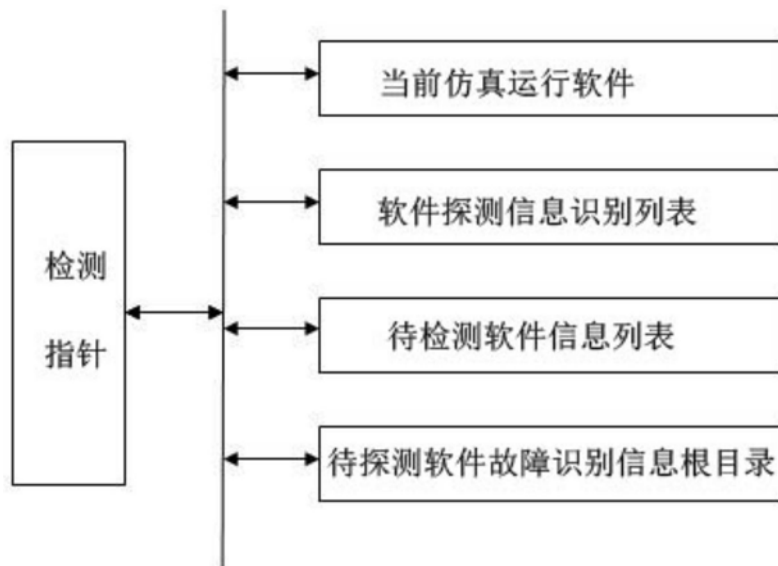 当前仿真运行软件
软件探测信息识别列表
检测
指针
待检测软件信息列表
待探测软件故障识别信息根目录